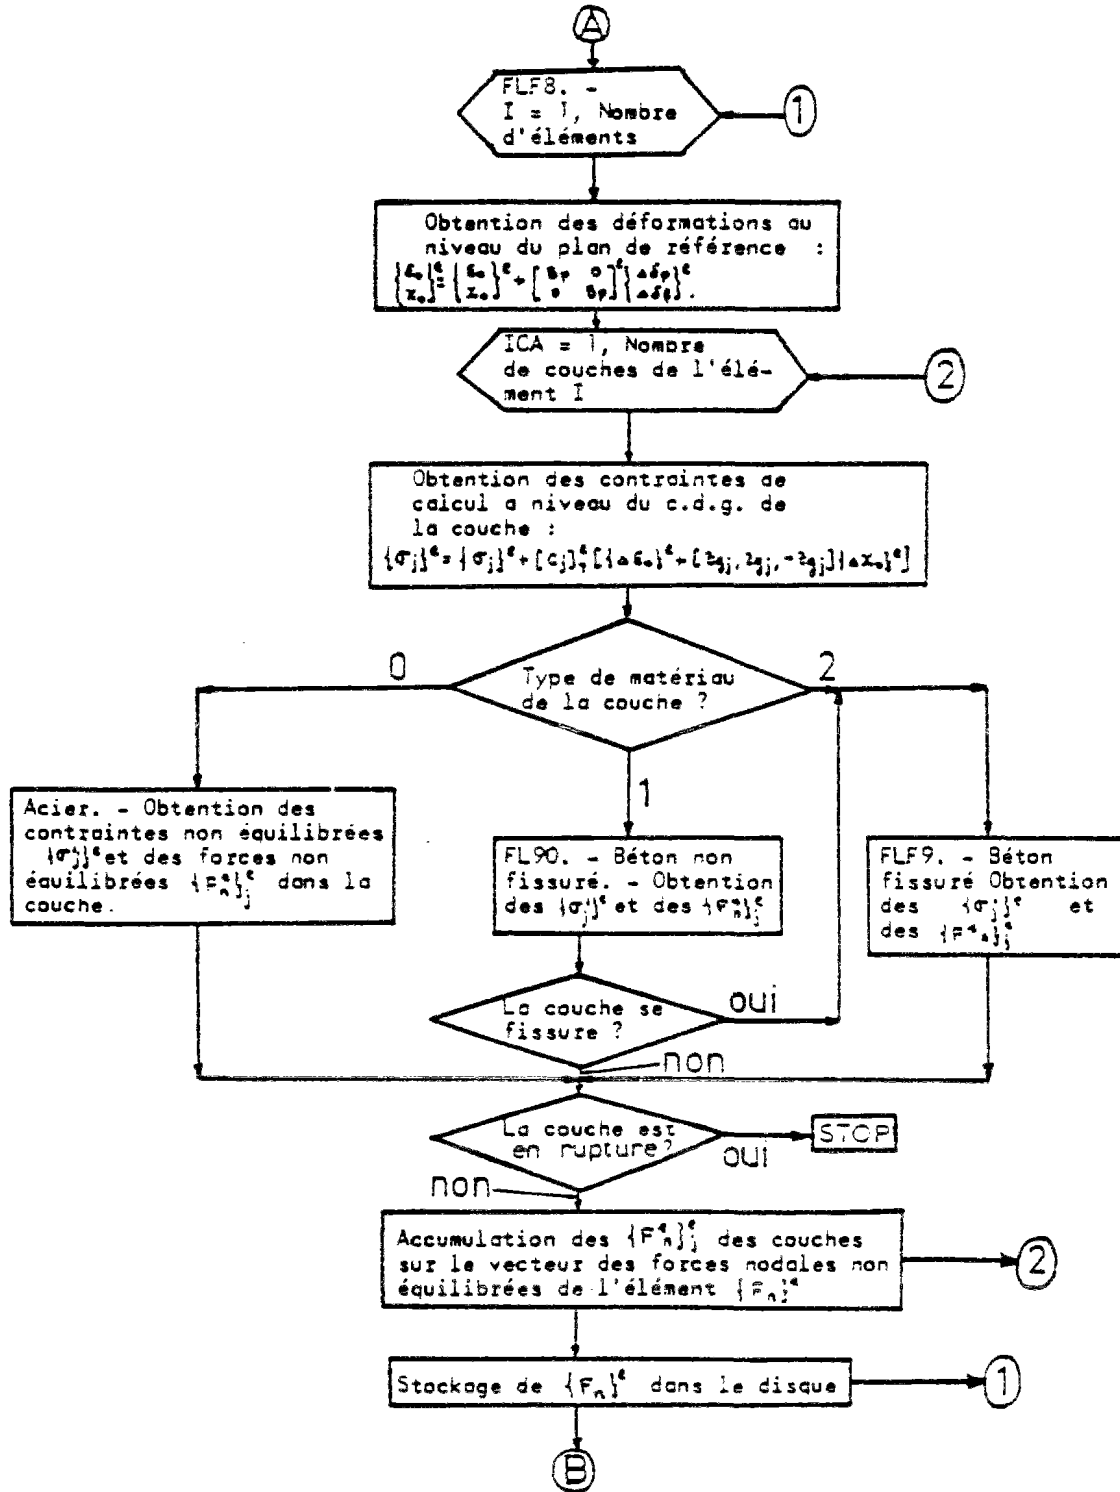 A
FLF8. -
I = 1, Nombre
d'éléments
1
Obtention des déformations au
niveau du plan de référence :
ICA = 1, Nombre
de couches de l'élé-
ment I
2
Obtention des contraintes de
calcul a niveau du c.d.g. de
la couche :
Type de matériau
de la couche ?
0
2
1
Acier. - Obtention des
contraintes non équilibrées
et des forces non
équilibrées dans la
couche.
FL90. - Béton non
fissuré. - Obtention
des et des
FLF9. - Béton
fissuré Obtention
des et
des
La couche se
fissure ?
oui
non
La couche est
en rupture?
oui
STOP
non
Accumulation des des couches
sur le vecteur des forces nodales non
équilibrées de l'élément {Fn}e
2
Stockage de {Fn}e dans le disque
1
B